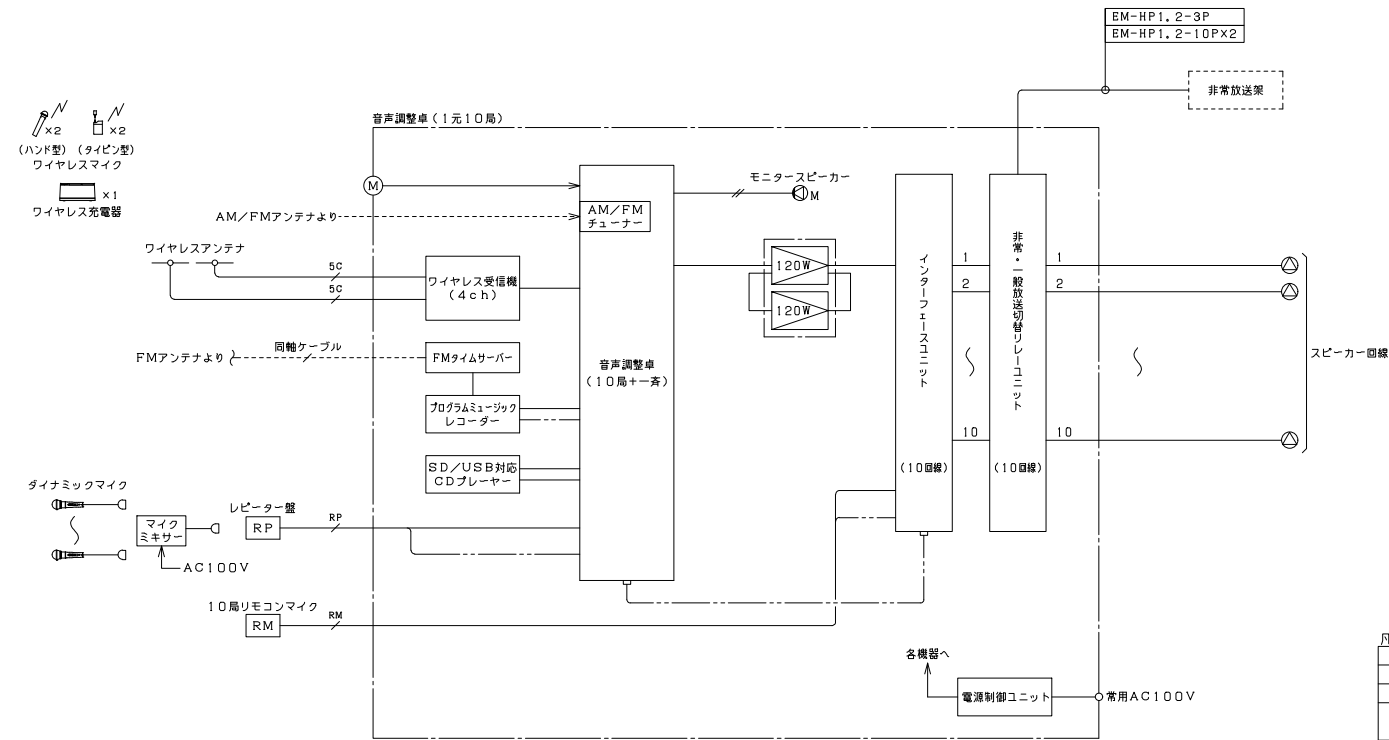 EM-HP1.2-3P
EM-HP1.2-10P×2
非常放送架
×2
×2
(ハンド型)
(タイピン型)
ワイヤレスマイク
×1
ワイヤレス充電器
音声調整卓(1元10局)
M
AM/FMアンテナより
AM/FM
チューナー
モニタースピーカー
M
ワイヤレスアンテナ
5C
5C
ワイヤレス受信機
(4ch)
120W
120W
インターフェースユニット
(10回線)
非常・一般放送切替リレーユニット
(10回線)
1
2
10
1
2
10
スピーカー回線
FMアンテナより
同軸ケーブル
FMタイムサーバー
プログラムミュージック
レコーダー
音声調整卓
(10局+一斉)
SD/USB対応
CDプレーヤー
ダイナミックマイク
マイク
ミキサー
AC100V
レピーター盤
RP
RP
10局リモコンマイク
RM
RM
各機器へ
電源制御ユニット
常用AC100V